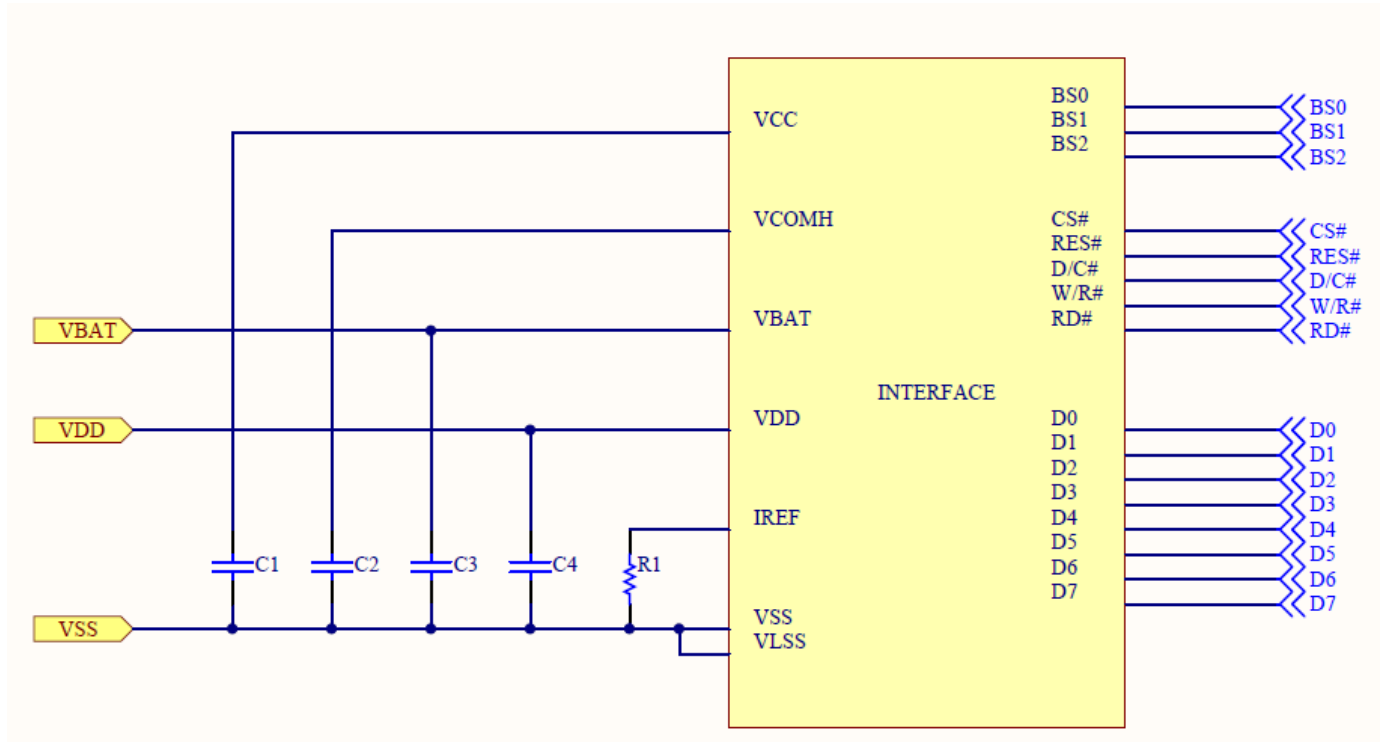 BS0
BS0
VCC
BS1
BS1
BS2
BS2
VCOMH
CS#
CS#
RES#
RES#
D/C#
D/C#
W/R#
W/R#
VBAT
VBAT
RD#
RD#
INTERFACE
VDD
VDD
D0
D0
D1
D1
D2
D2
D3
D3
IREF
D4
D4
D5
D5
C1
C2
C3
C4
R1
D6
D6
D7
D7
VSS
VSS
VLSS